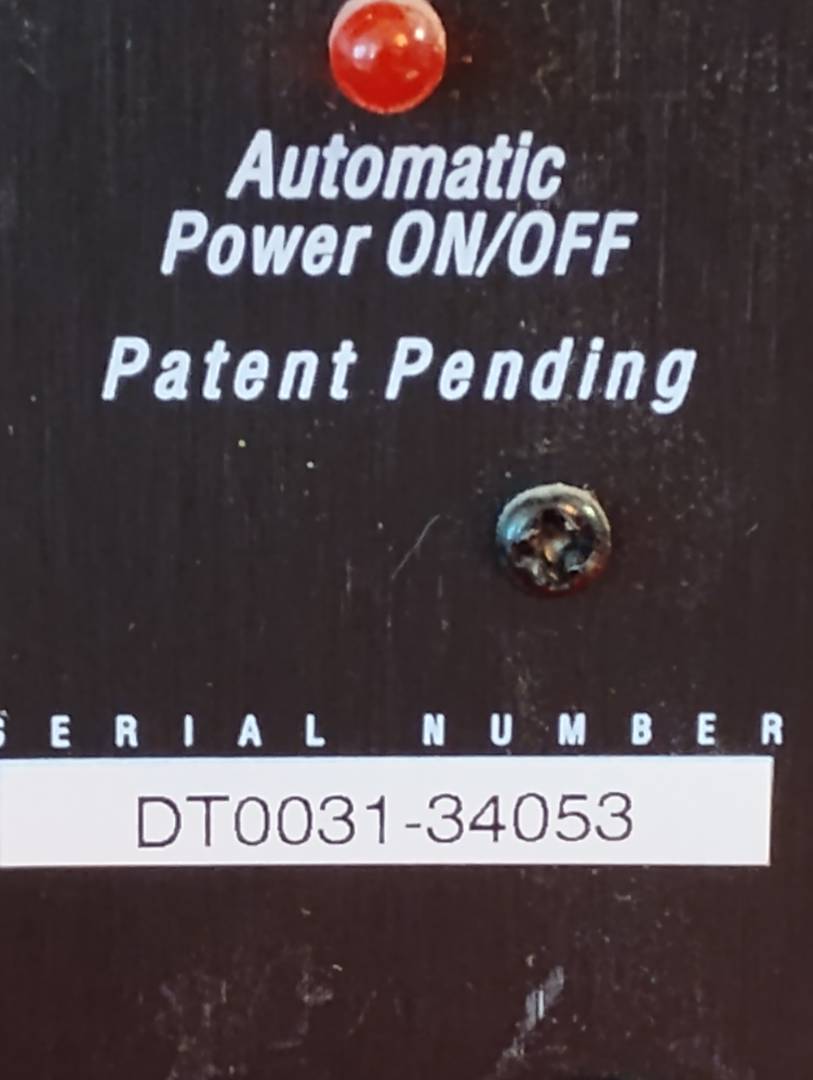 Automatic
Power ON/OFF
Patent Pending
SERIAL NUMBER
DT0031-34053